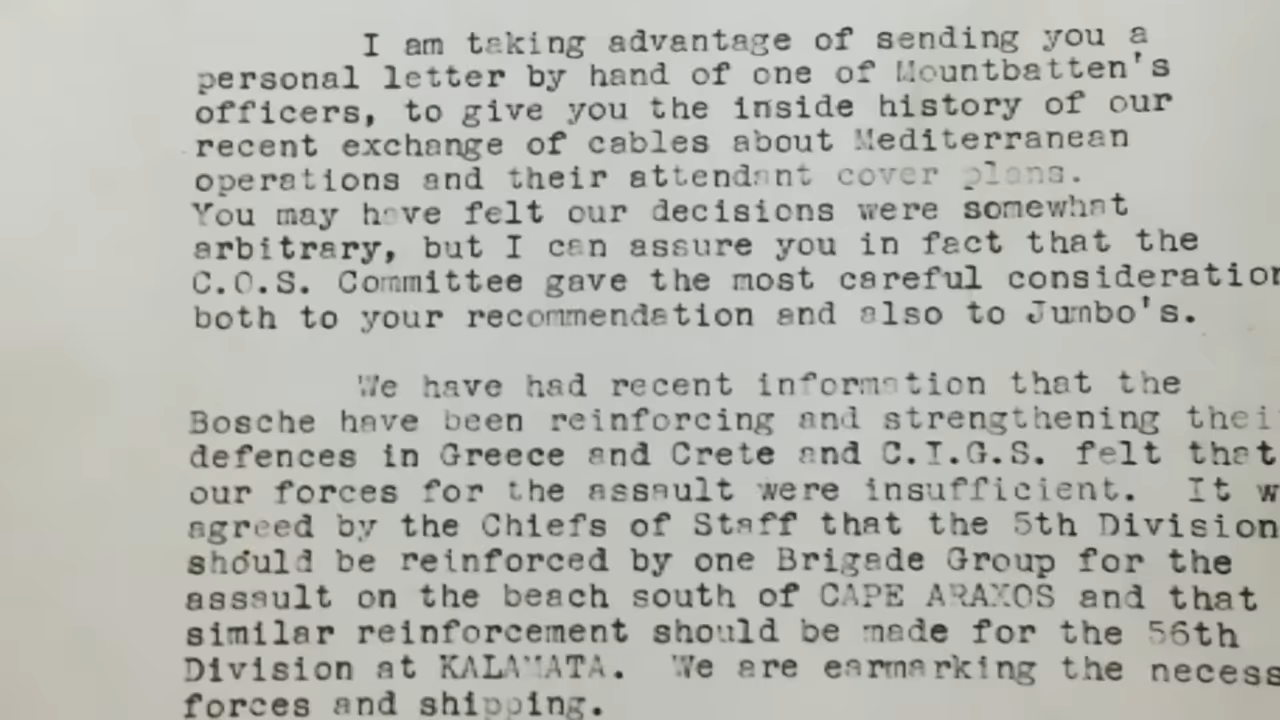 I am taking advantage of sending you a
personal letter by hand of one of Mountbatten's
officers, to give you the inside history of our
recent exchange of cables about Mediterranean
operations and their attendant cover plans.
You may have felt our decisions were somewhat
arbitrary, but I can assure you in fact that the
C.O.S. Committee gave the most careful consideration
both to your recommendation and also to Jumbo's.
We have had recent information that the
Bosche have been reinforcing and strengthening thei
defences in Greece and Crete and C.I.G.S. felt that
our forces for the assault were insufficient. It w
agreed by the Chiefs of Staff that the 5th Division
should be reinforced by one Brigade Group for the
assault on the beach south of CAPE ARAXOS and that
similar reinforcement should be made for the 56th
Division at KALAMATA. We are earmarking the necess
forces and shipping.